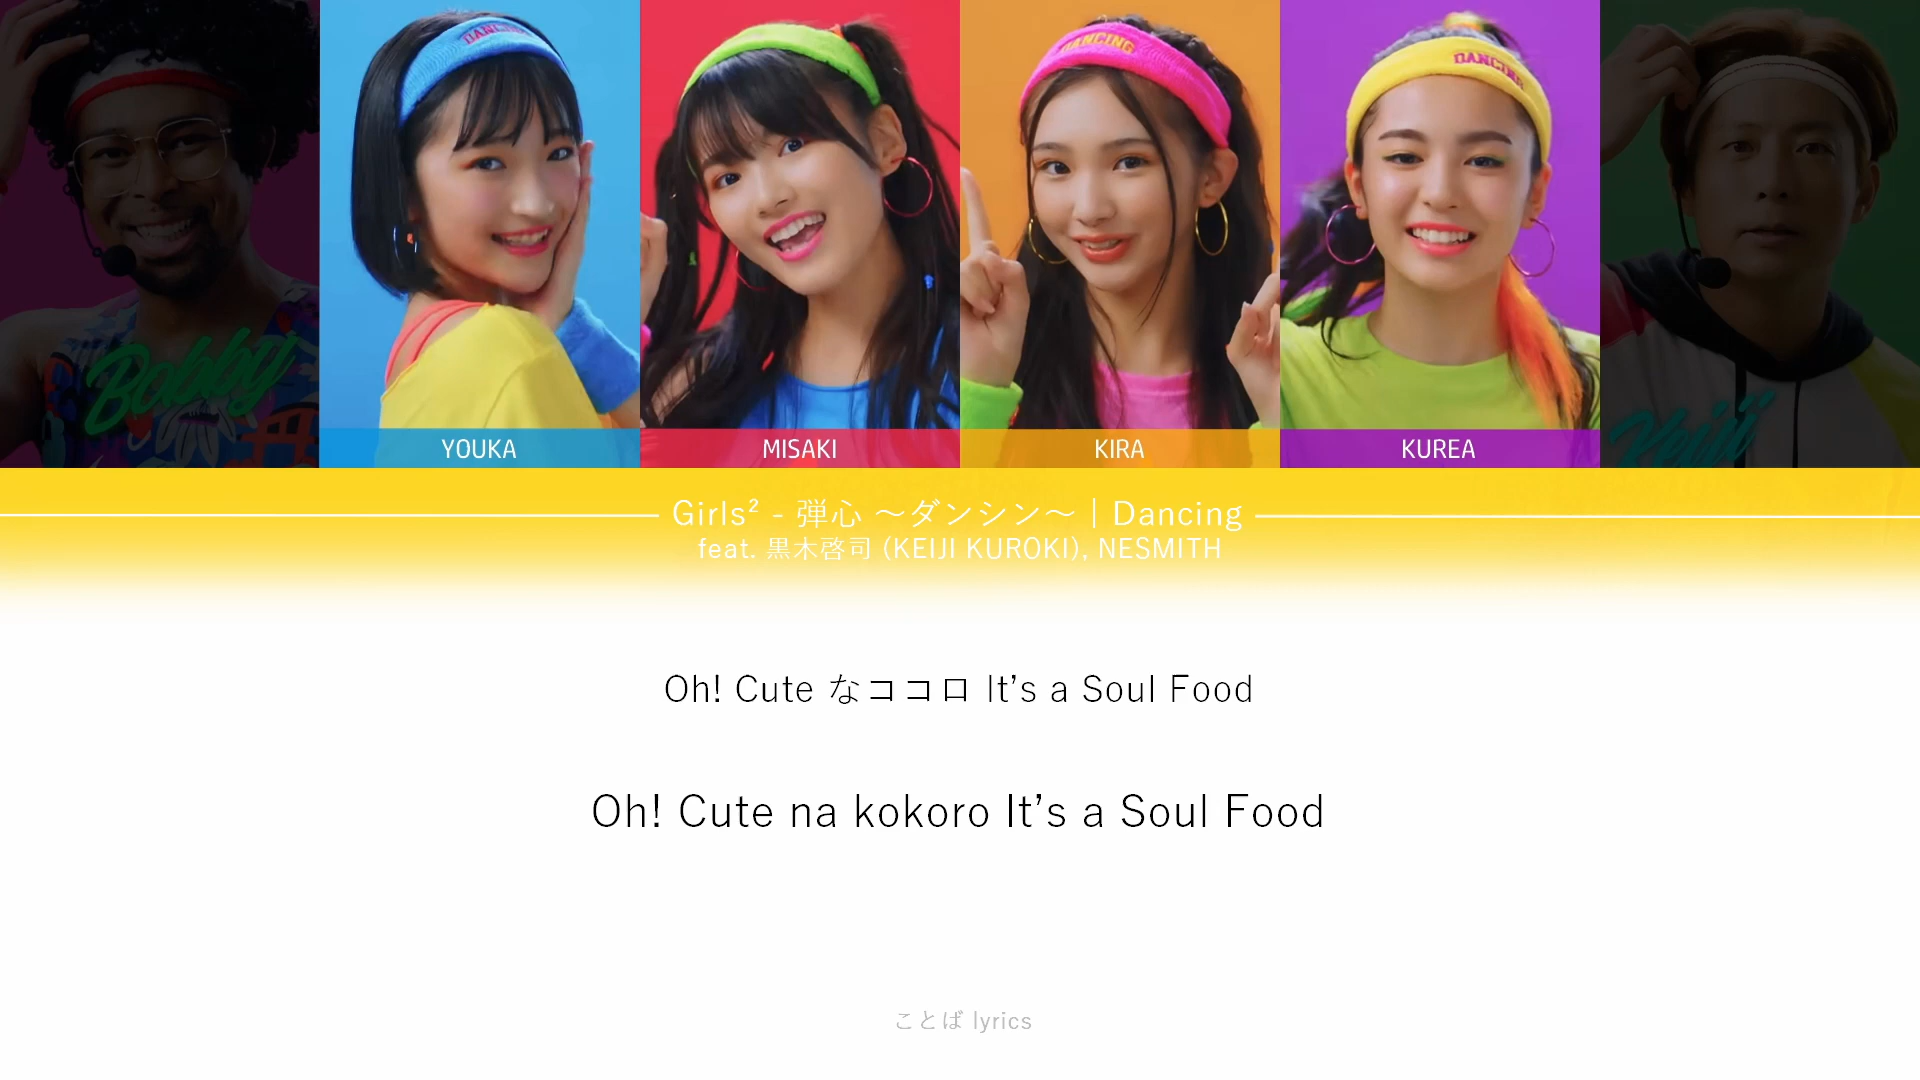 DANCING
DANCING
DANCING
Bobby
Keiji
YOUKA
MISAKI
KIRA
KUREA
Girls² - 弾心 ～ダンシン～ | Dancing
feat. 黒木啓司 (KEIJI KUROKI), NESMITH
Oh! Cute なココロ It’s a Soul Food
Oh! Cute na kokoro It’s a Soul Food
ことば lyrics